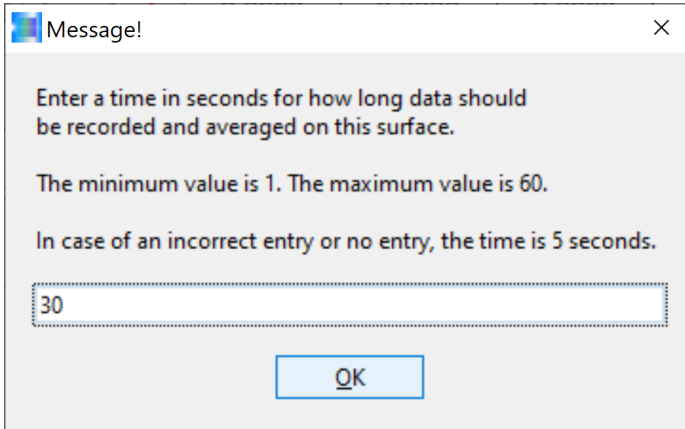 Message!
Enter a time in seconds for how long data should
be recorded and averaged on this surface.
The minimum value is 1. The maximum value is 60.
In case of an incorrect entry or no entry, the time is 5 seconds.
30
OK